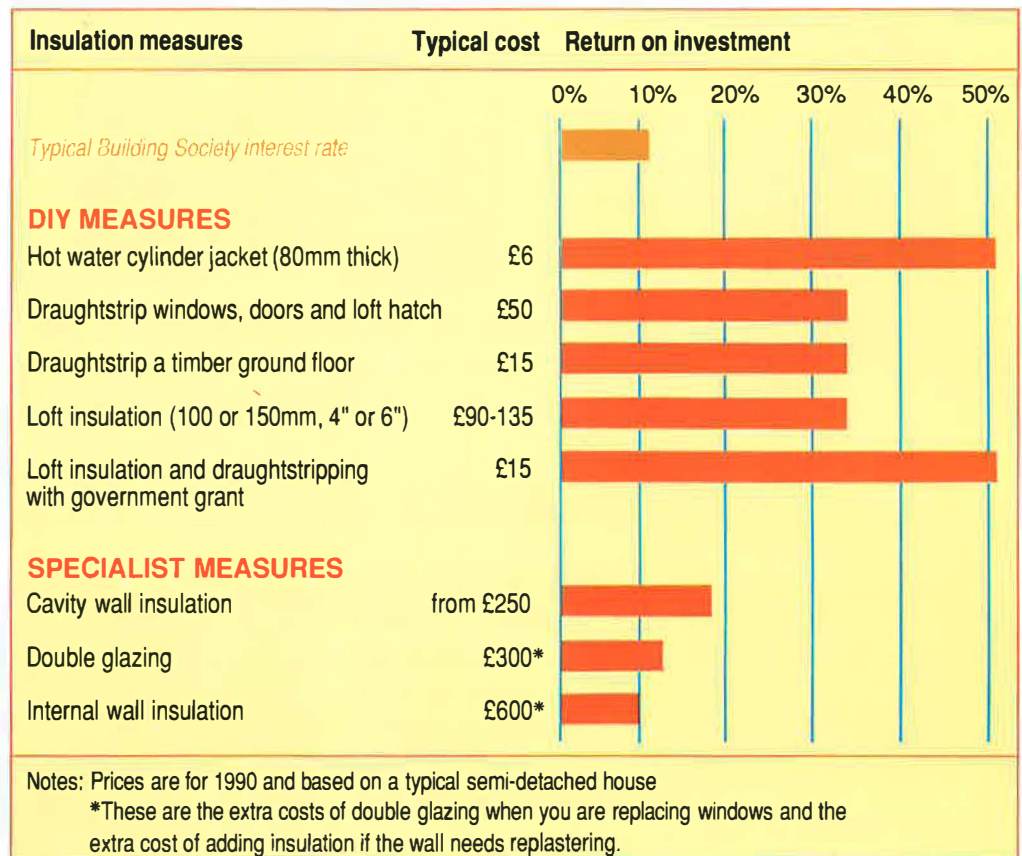 Insulation measures Typical cost Return on investment
0% 10% 20% 30% 40% 50%
Typical Building Society interest rate
DIY MEASURES
Hot water cylinder jacket (80mm thick) £6
Draughtstrip windows, doors and loft hatch £50
Draughtstrip a timber ground floor £15
Loft insulation (100 or 150mm, 4" or 6") £90-135
Loft insulation and draughtstripping £15
with government grant
SPECIALIST MEASURES
Cavity wall insulation from £250
Double glazing £300*
Internal wall insulation £600*
Notes: Prices are for 1990 and based on a typical semi-detached house
*These are the extra costs of double glazing when you are replacing windows and the
extra cost of adding insulation if the wall needs replastering.